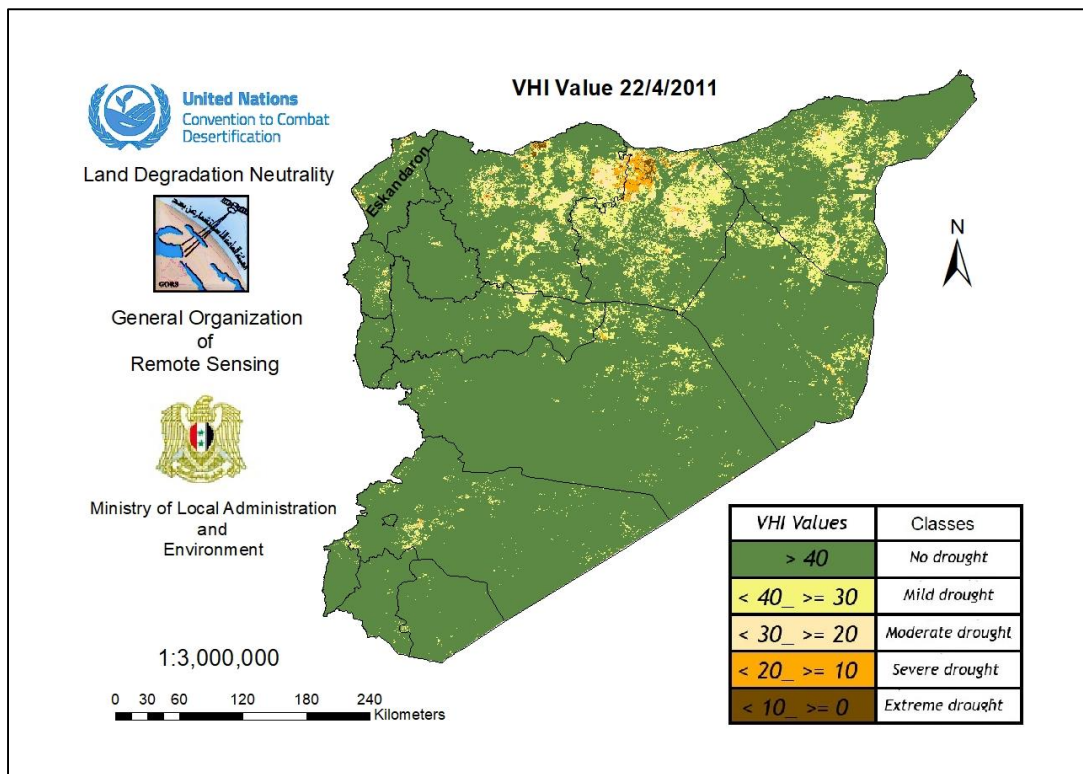 VHI Value 22/4/2011
United Nations
Convention to Combat
Desertification
Land Degradation Neutrality
GORS
General Organization
of
Remote Sensing
Ministry of Local Administration
and
Environment
Eskandaron
N
VHI Values Classes
> 40 No drought
< 40_ >= 30 Mild drought
< 30_ >= 20 Moderate drought
< 20_ >= 10 Severe drought
< 10_ >= 0 Extreme drought
1:3,000,000
0 30 60 120 180 240
Kilometers